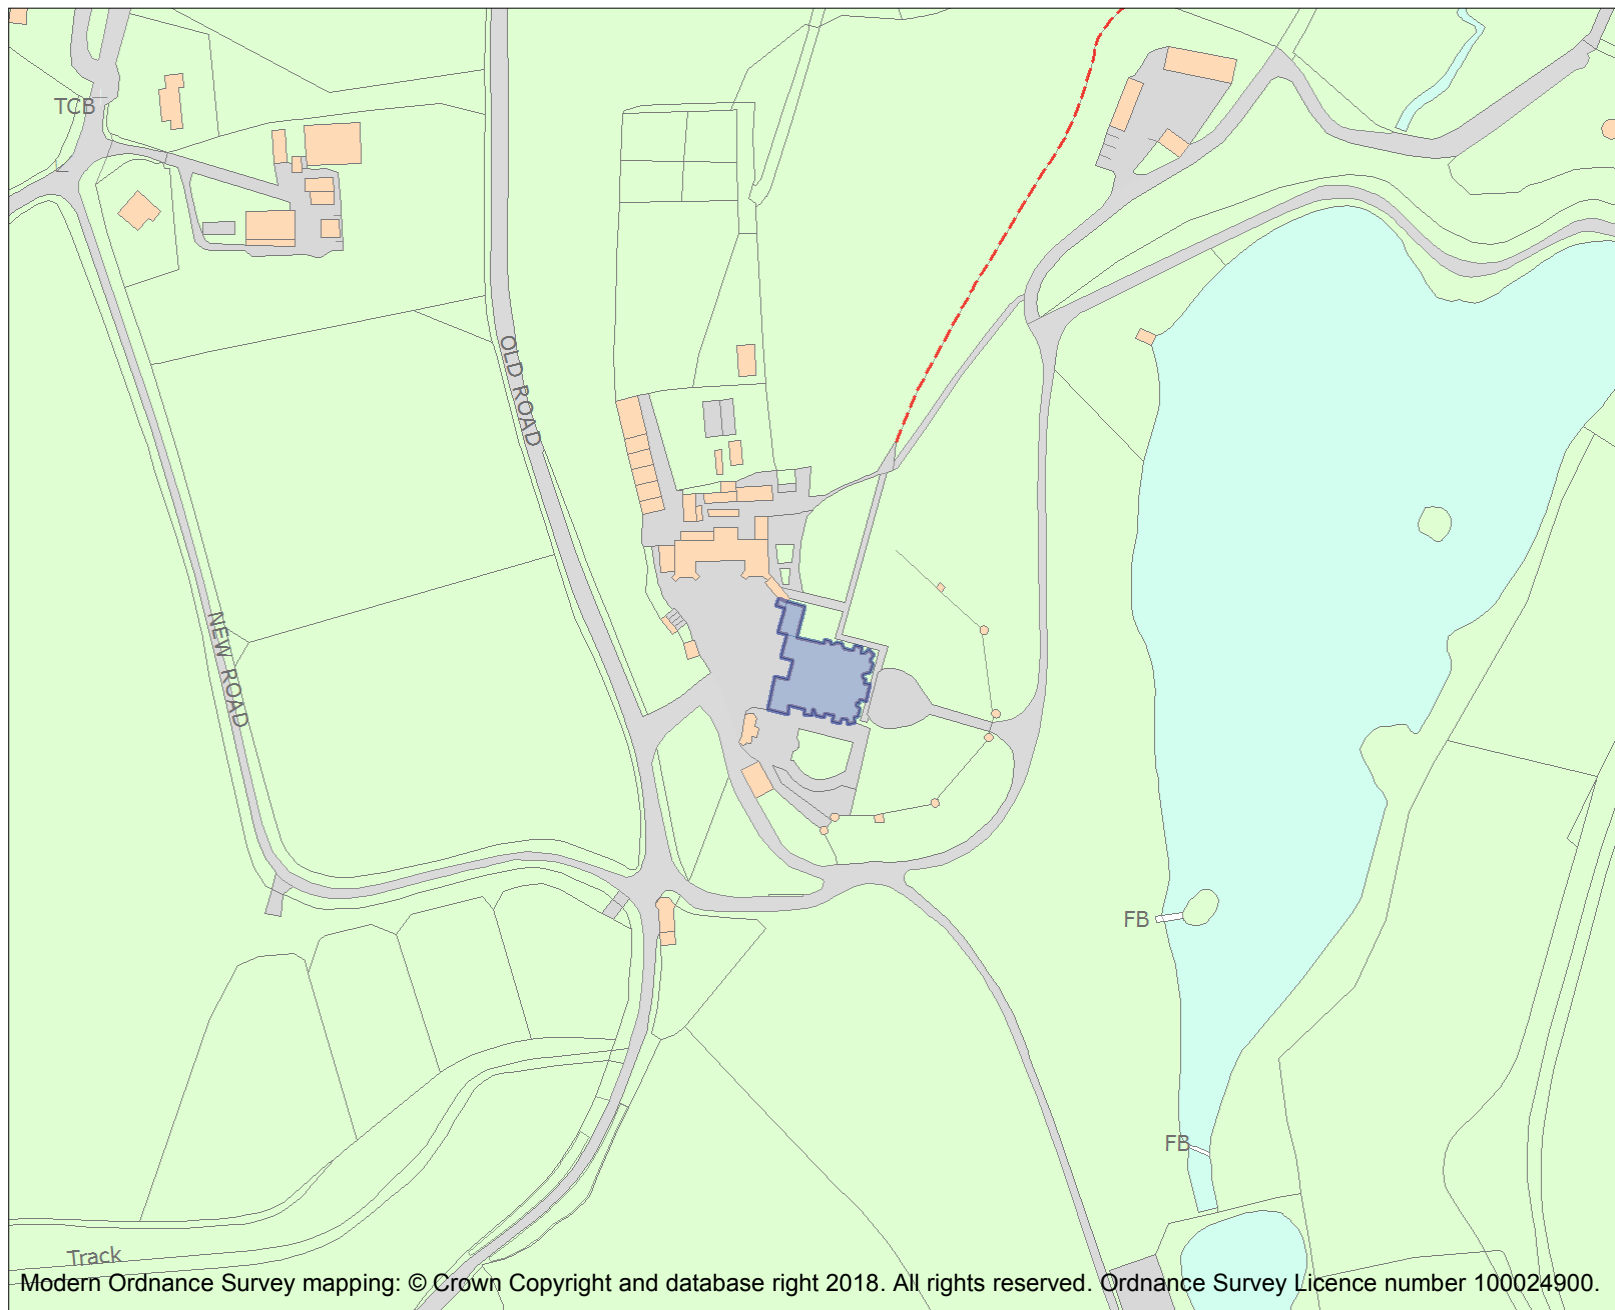 TCB
OLD ROAD
NEW ROAD
FB
FB
Track
Modern Ordnance Survey mapping: © Crown Copyright and database right 2018. All rights reserved. Ordnance Survey Licence number 100024900.